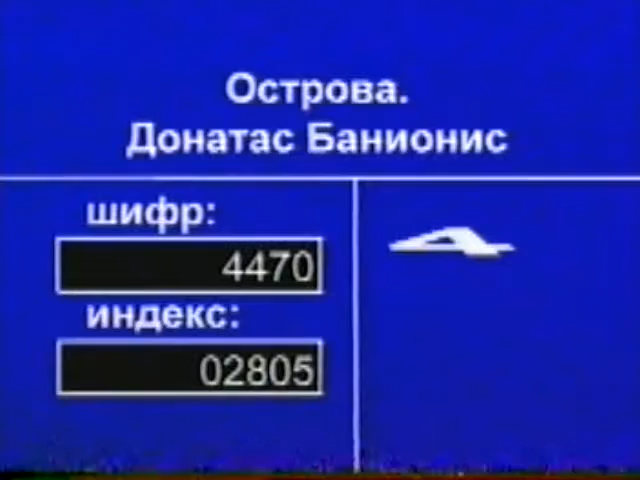 Острова.
Донатас Банионис
шифр:
4470
индекс:
02805